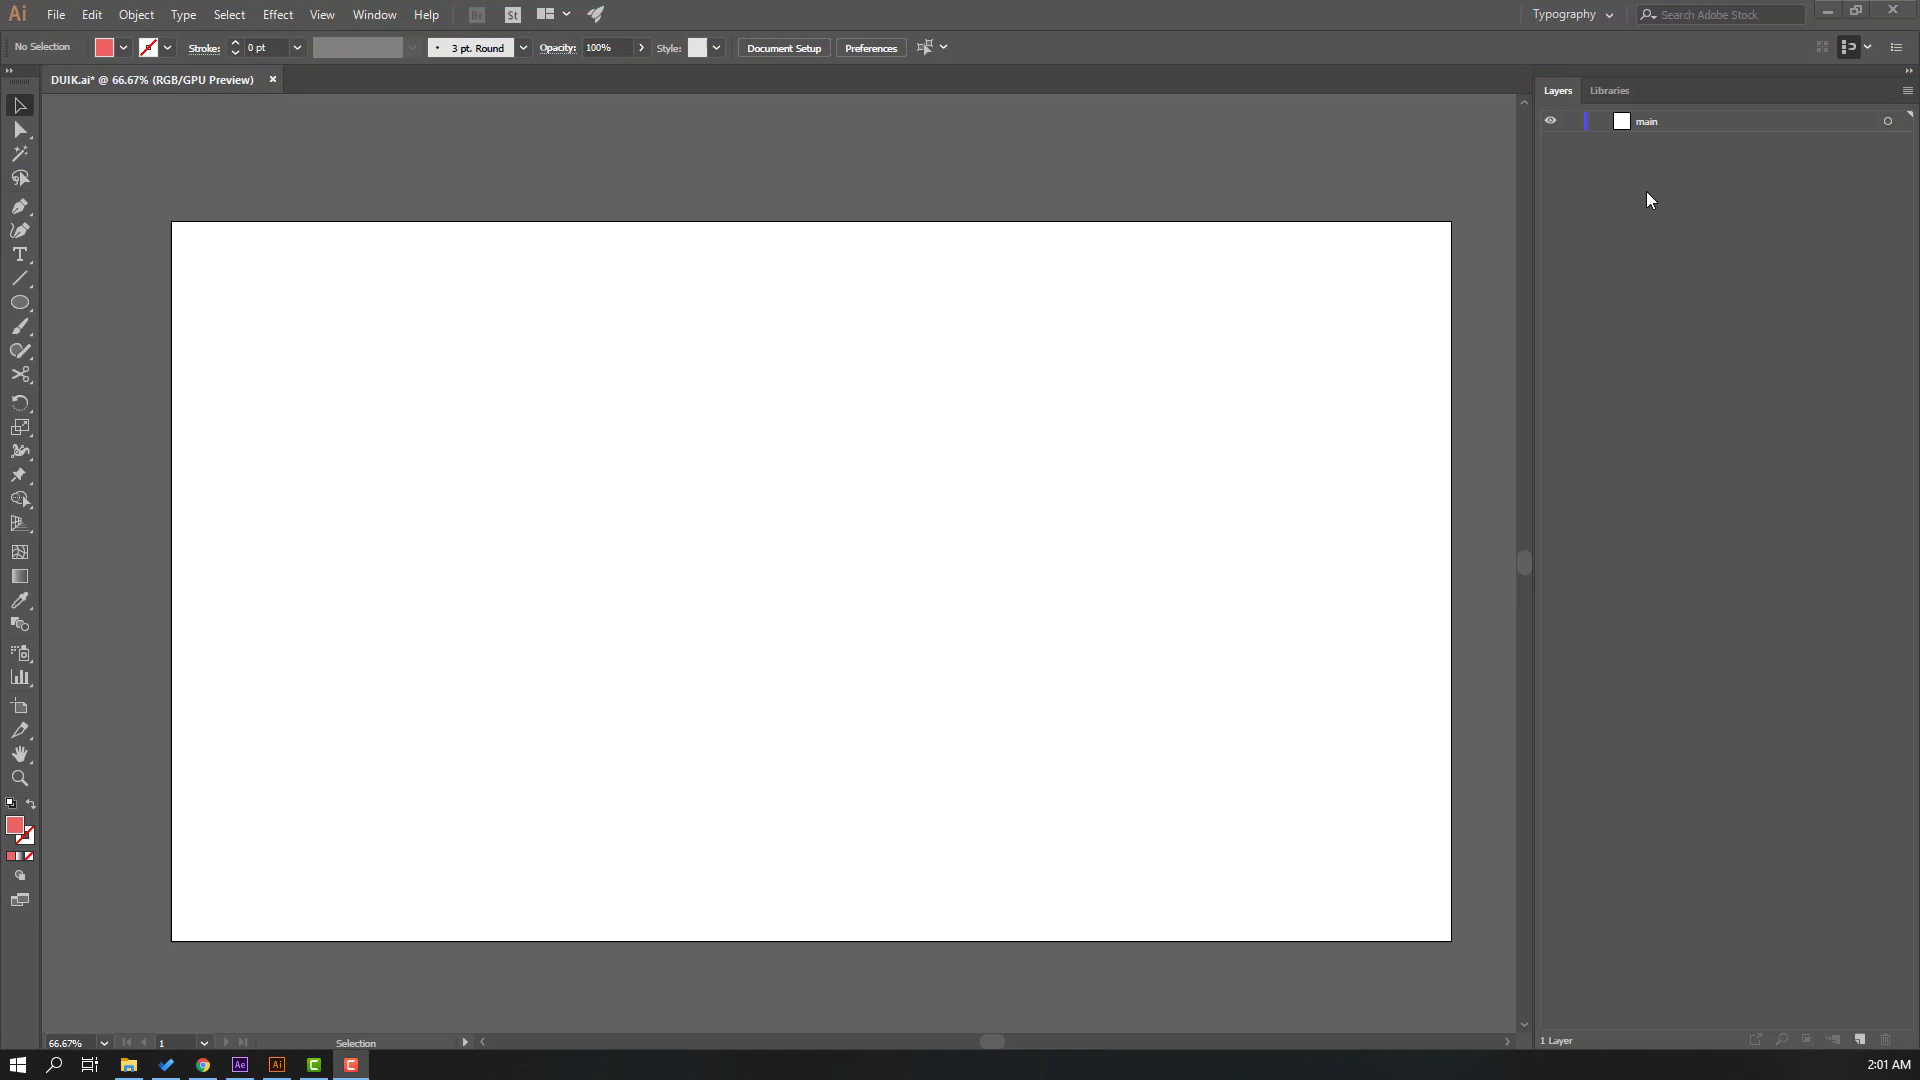 Ai File Edit Object Type Select Effect View Window Help Br St Typography Search Adobe Stock
No Selection Stroke: 0 pt 3 pt. Round Opacity: 100% Style: Document Setup Preferences
DUIK.ai* @ 66.67% (RGB/GPU Preview)
Layers Libraries
main
66.67% 1 Selection 1 Layer
Ae Ai C C 2:01 AM